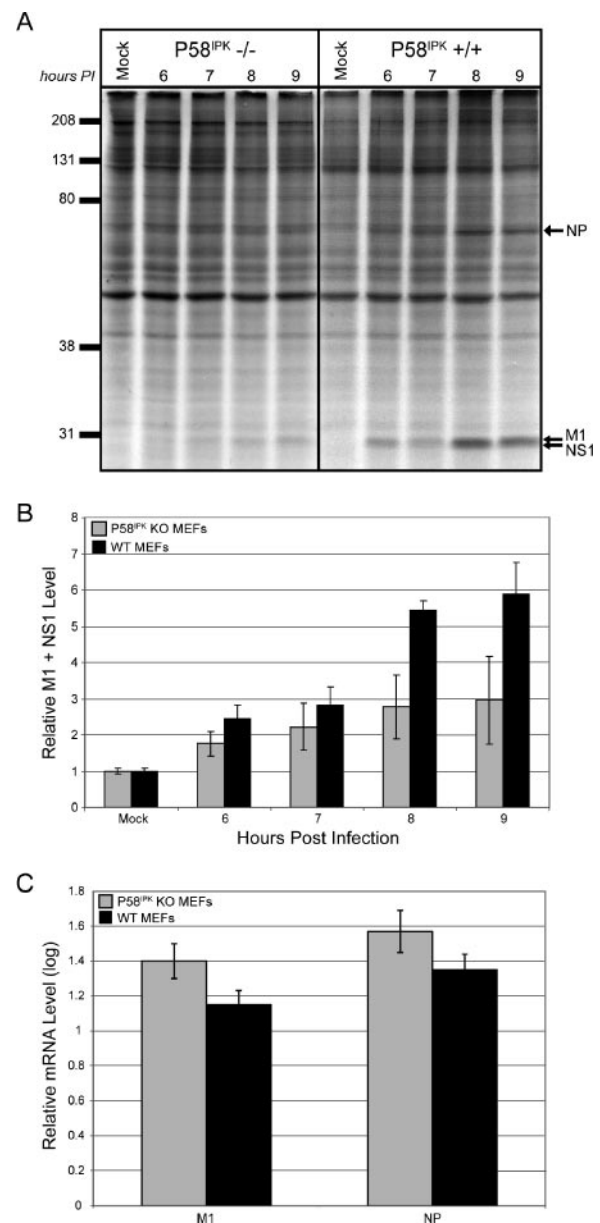 A
hours PI
Mock
P58IPK -/-
6 7 8 9
Mock
P58IPK +/+
6 7 8 9
208
131
80
38
31
NP
M1
NS1
B
P58IPK KO MEFs
WT MEFs
Relative M1 + NS1 Level
8
7
6
5
4
3
2
1
0
Mock 6 7 8 9
Hours Post Infection
C
P58IPK KO MEFs
WT MEFs
Relative mRNA Level (log)
1.8
1.6
1.4
1.2
1
0.8
0.6
0.4
0.2
0
M1 NP